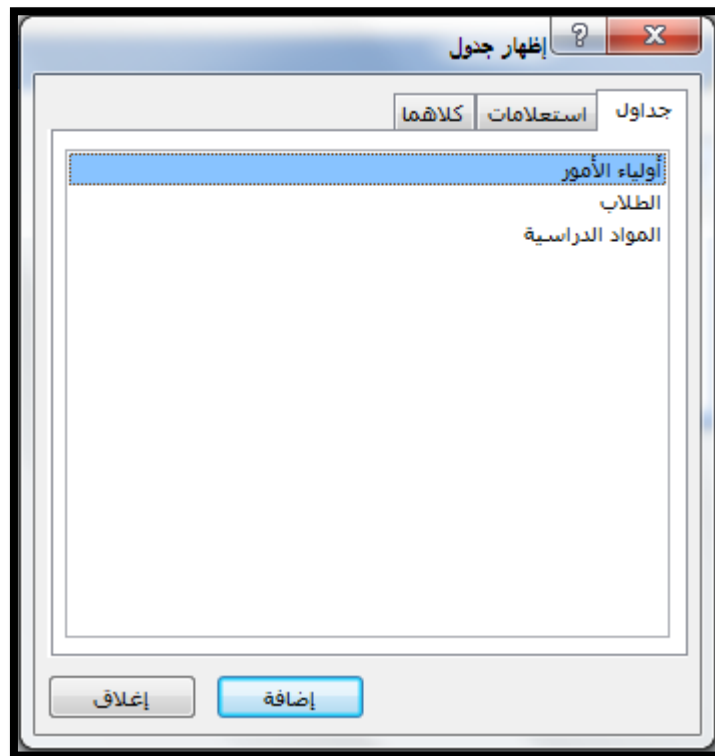 إظهار جدول
جداول استعلامات كلاهما
أولياء الأمور
الطلاب
المواد الدراسية
إضافة إغلاق